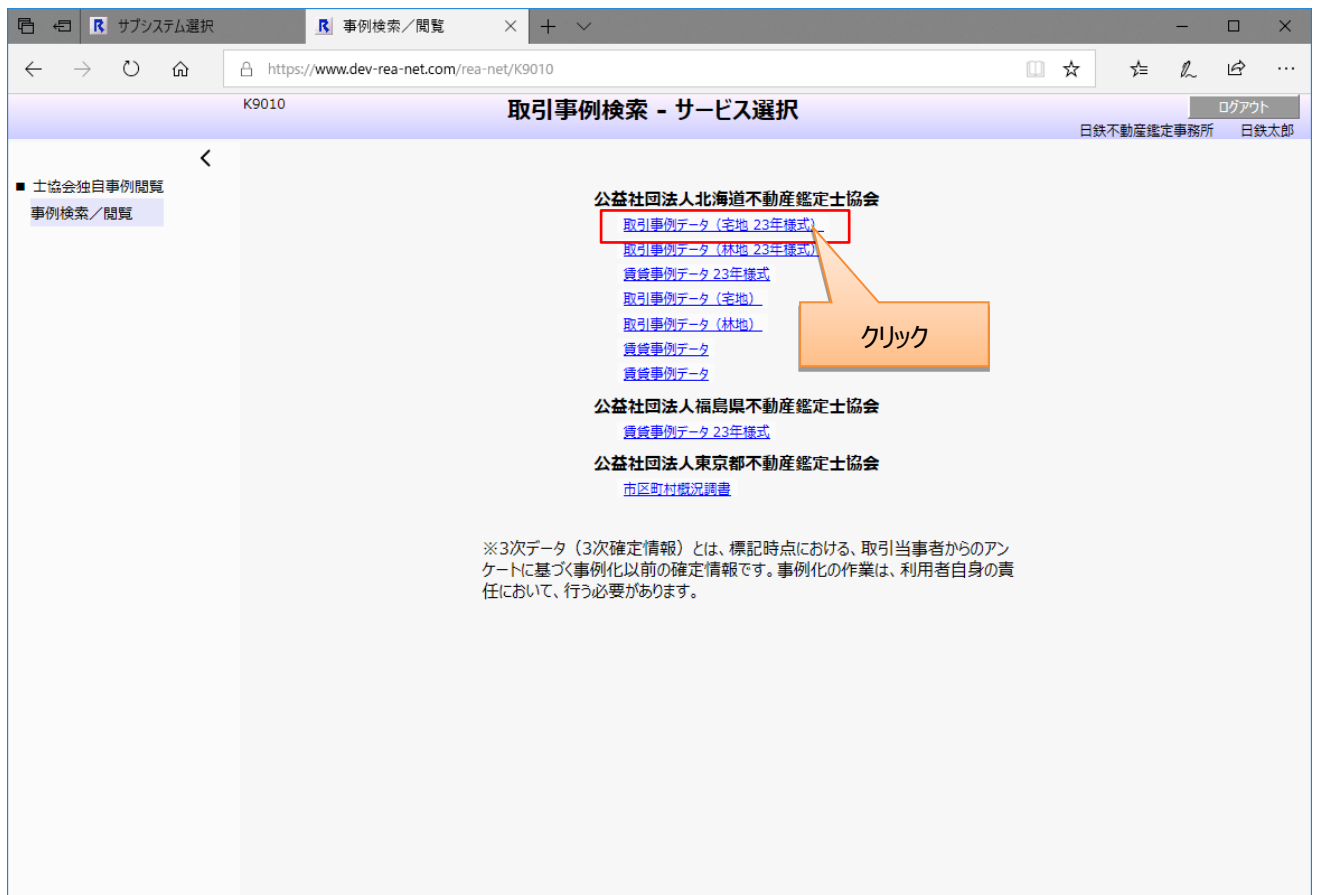 サブシステム選択
事例検索／閲覧
https://www.dev-rea-net.com/rea-net/K9010
K9010
取引事例検索 - サービス選択
ログアウト
日鉄不動産鑑定事務所 日鉄太郎
■ 士協会独自事例閲覧
事例検索／閲覧
公益社団法人北海道不動産鑑定士協会
取引事例データ（宅地 23年様式）
取引事例データ（林地 23年様式）
賃貸事例データ 23年様式
取引事例データ（宅地）
取引事例データ（林地）
クリック
賃貸事例データ
賃貸事例データ
公益社団法人福島県不動産鑑定士協会
賃貸事例データ 23年様式
公益社団法人東京都不動産鑑定士協会
市区町村概況調書
※3次データ（3次確定情報）とは、標記時点における、取引当事者からのアン
ケートに基づく事例化以前の確定情報です。事例化の作業は、利用者自身の責
任において、行う必要があります。